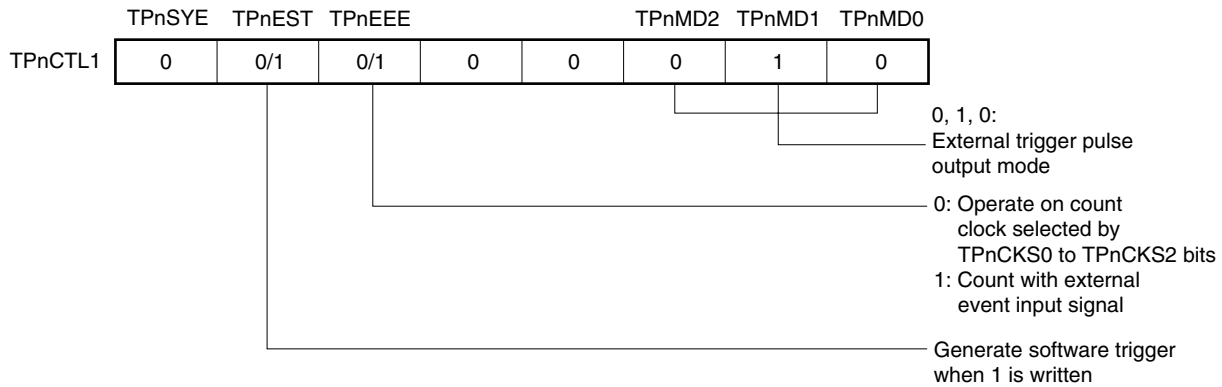 TPnSYE TPnEST TPnEEE TPnMD2 TPnMD1 TPnMD0
TPnCTL1 0 0/1 0/1 0 0 0 1 0
0, 1, 0:
External trigger pulse
output mode
0: Operate on count
clock selected by
TPnCKS0 to TPnCKS2 bits
1: Count with external
event input signal
Generate software trigger
when 1 is written